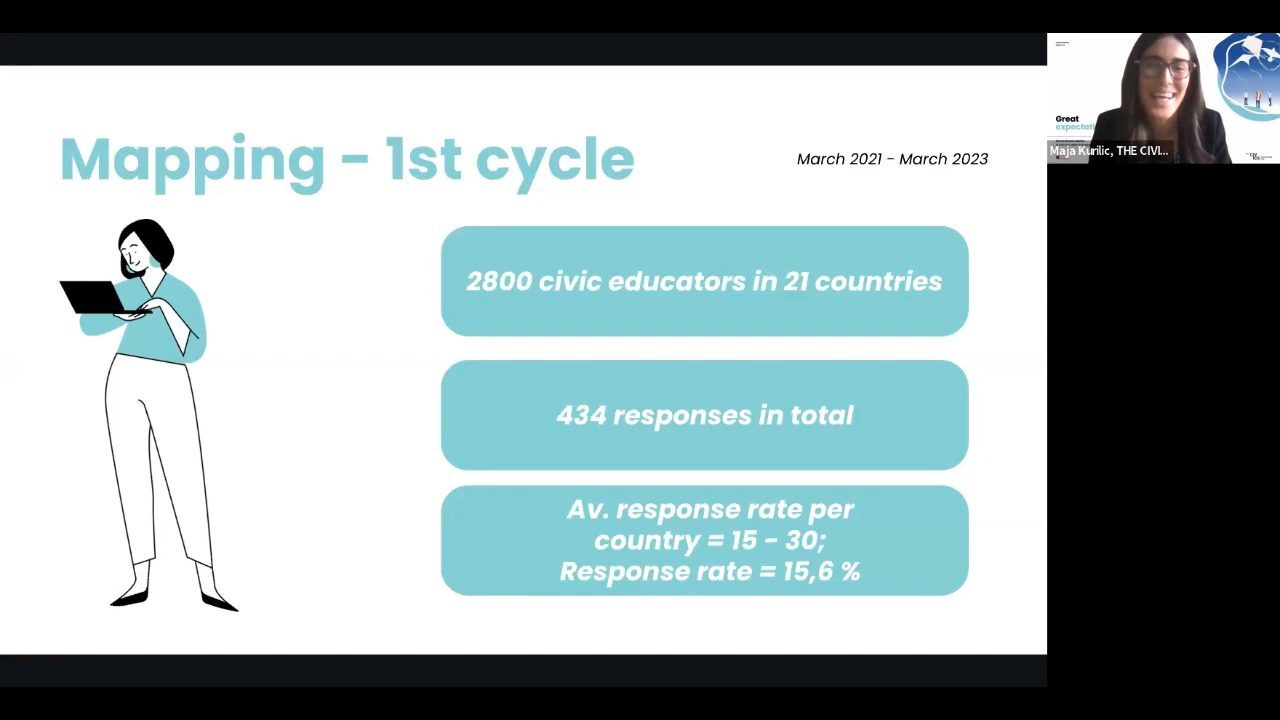 Mapping - 1st cycle
March 2021 - March 2023
2800 civic educators in 21 countries
434 responses in total
Av. response rate per
country = 15 - 30;
Response rate = 15,6 %
Great
Maja Kurilic, THE CIVI...